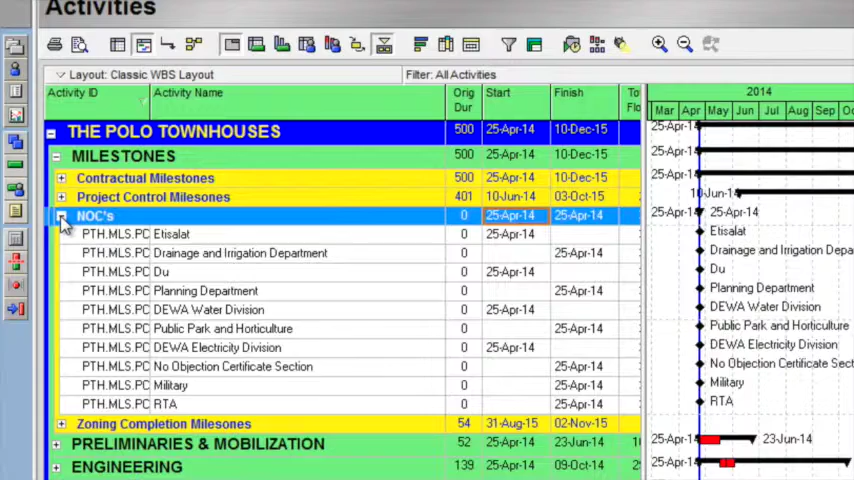 Activities
Layout: Classic WBS Layout Filter: All Activities
Activity ID Activity Name Orig Dur Start Finish 2014
Mar Apr May Jun Jul Aug Sep
THE POLO TOWNHOUSES 500 25-Apr-14 10-Dec-15 25-Apr-14
MILESTONES 500 25-Apr-14 10-Dec-15 25-Apr-14
Contractual Milestones 500 25-Apr-14 10-Dec-15 25-Apr-14
Project Control Milesones 401 10-Jun-14 03-Oct-15 10-Jun-14
NOC's 0 25-Apr-14 25-Apr-14 25-Apr-14 25-Apr-14
PTH.MLS.PC Etisalat 0 25-Apr-14 Etisalat
PTH.MLS.PC Drainage and Irrigation Department 0 25-Apr-14 Drainage and Irrigation Depa
PTH.MLS.PC Du 0 25-Apr-14 Du
PTH.MLS.PC Planning Department 0 25-Apr-14 Planning Department
PTH.MLS.PC DEWA Water Division 0 25-Apr-14 DEWA Water Division
PTH.MLS.PC Public Park and Horticulture 0 25-Apr-14 Public Park and Horticulture
PTH.MLS.PC DEWA Electricity Division 0 25-Apr-14 DEWA Electricity Division
PTH.MLS.PC No Objection Certificate Section 0 25-Apr-14 No Objection Certificate Sect
PTH.MLS.PC Military 0 25-Apr-14 Military
PTH.MLS.PC RTA 0 25-Apr-14 RTA
Zoning Completion Milesones 54 31-Aug-15 02-Nov-15
PRELIMINARIES & MOBILIZATION 52 25-Apr-14 23-Jun-14 25-Apr-14 23-Jun-14
ENGINEERING 139 25-Apr-14 09-Oct-14 25-Apr-14